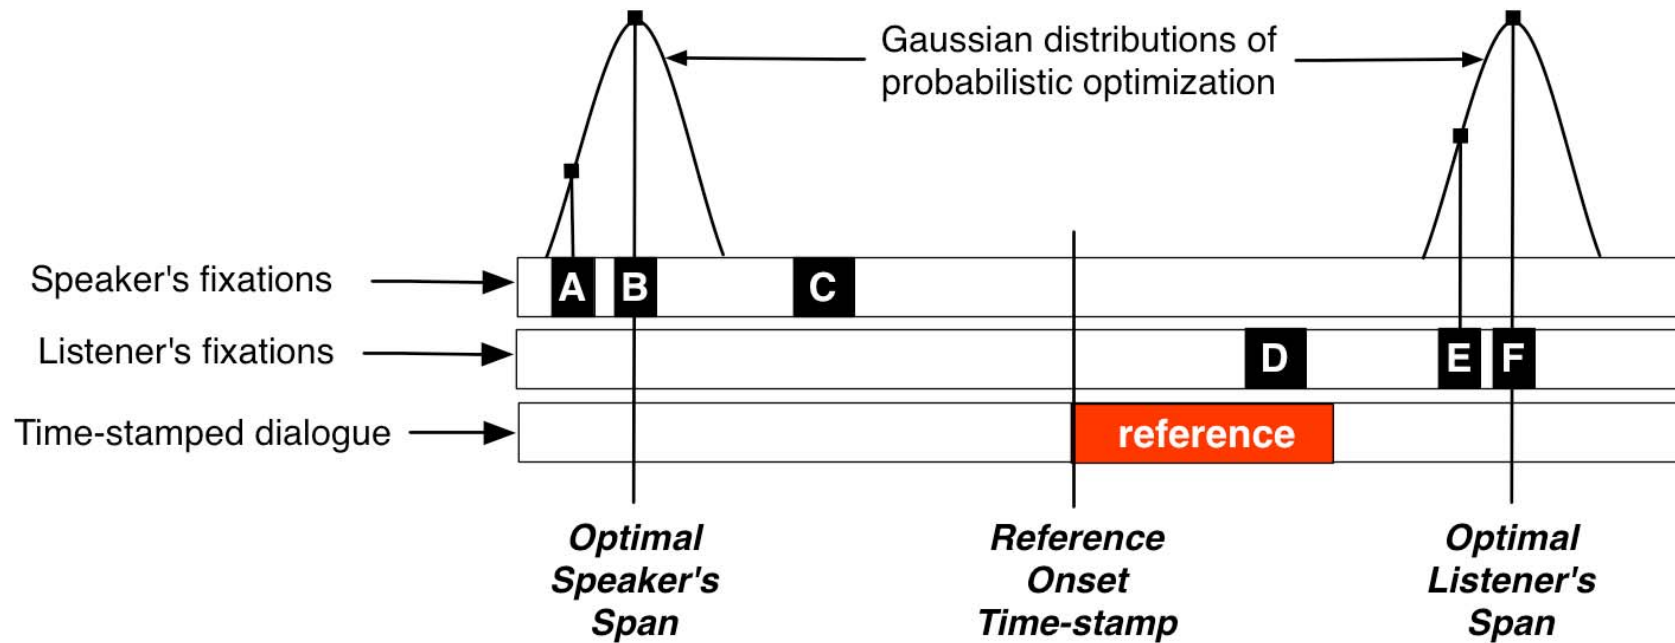 Gaussian distributions of
probabilistic optimization
Speaker's fixations
A B C
Listener's fixations
D E F
Time-stamped dialogue
reference
Optimal
Speaker's
Span
Reference
Onset
Time-stamp
Optimal
Listener's
Span